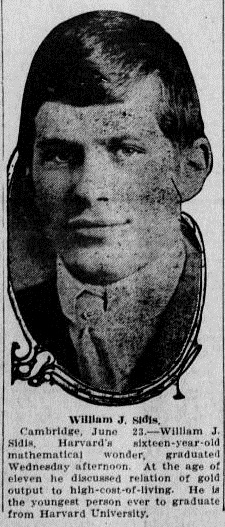 William J. Sidis.
Cambridge, June 23.—William J.
Sidis, Harvard's sixteen-year-old
mathematical wonder, graduated
Wednesday afternoon. At the age of
eleven he discussed relation of gold
output to high-cost-of-living. He is
the youngest person ever to graduate
from Harvard University.